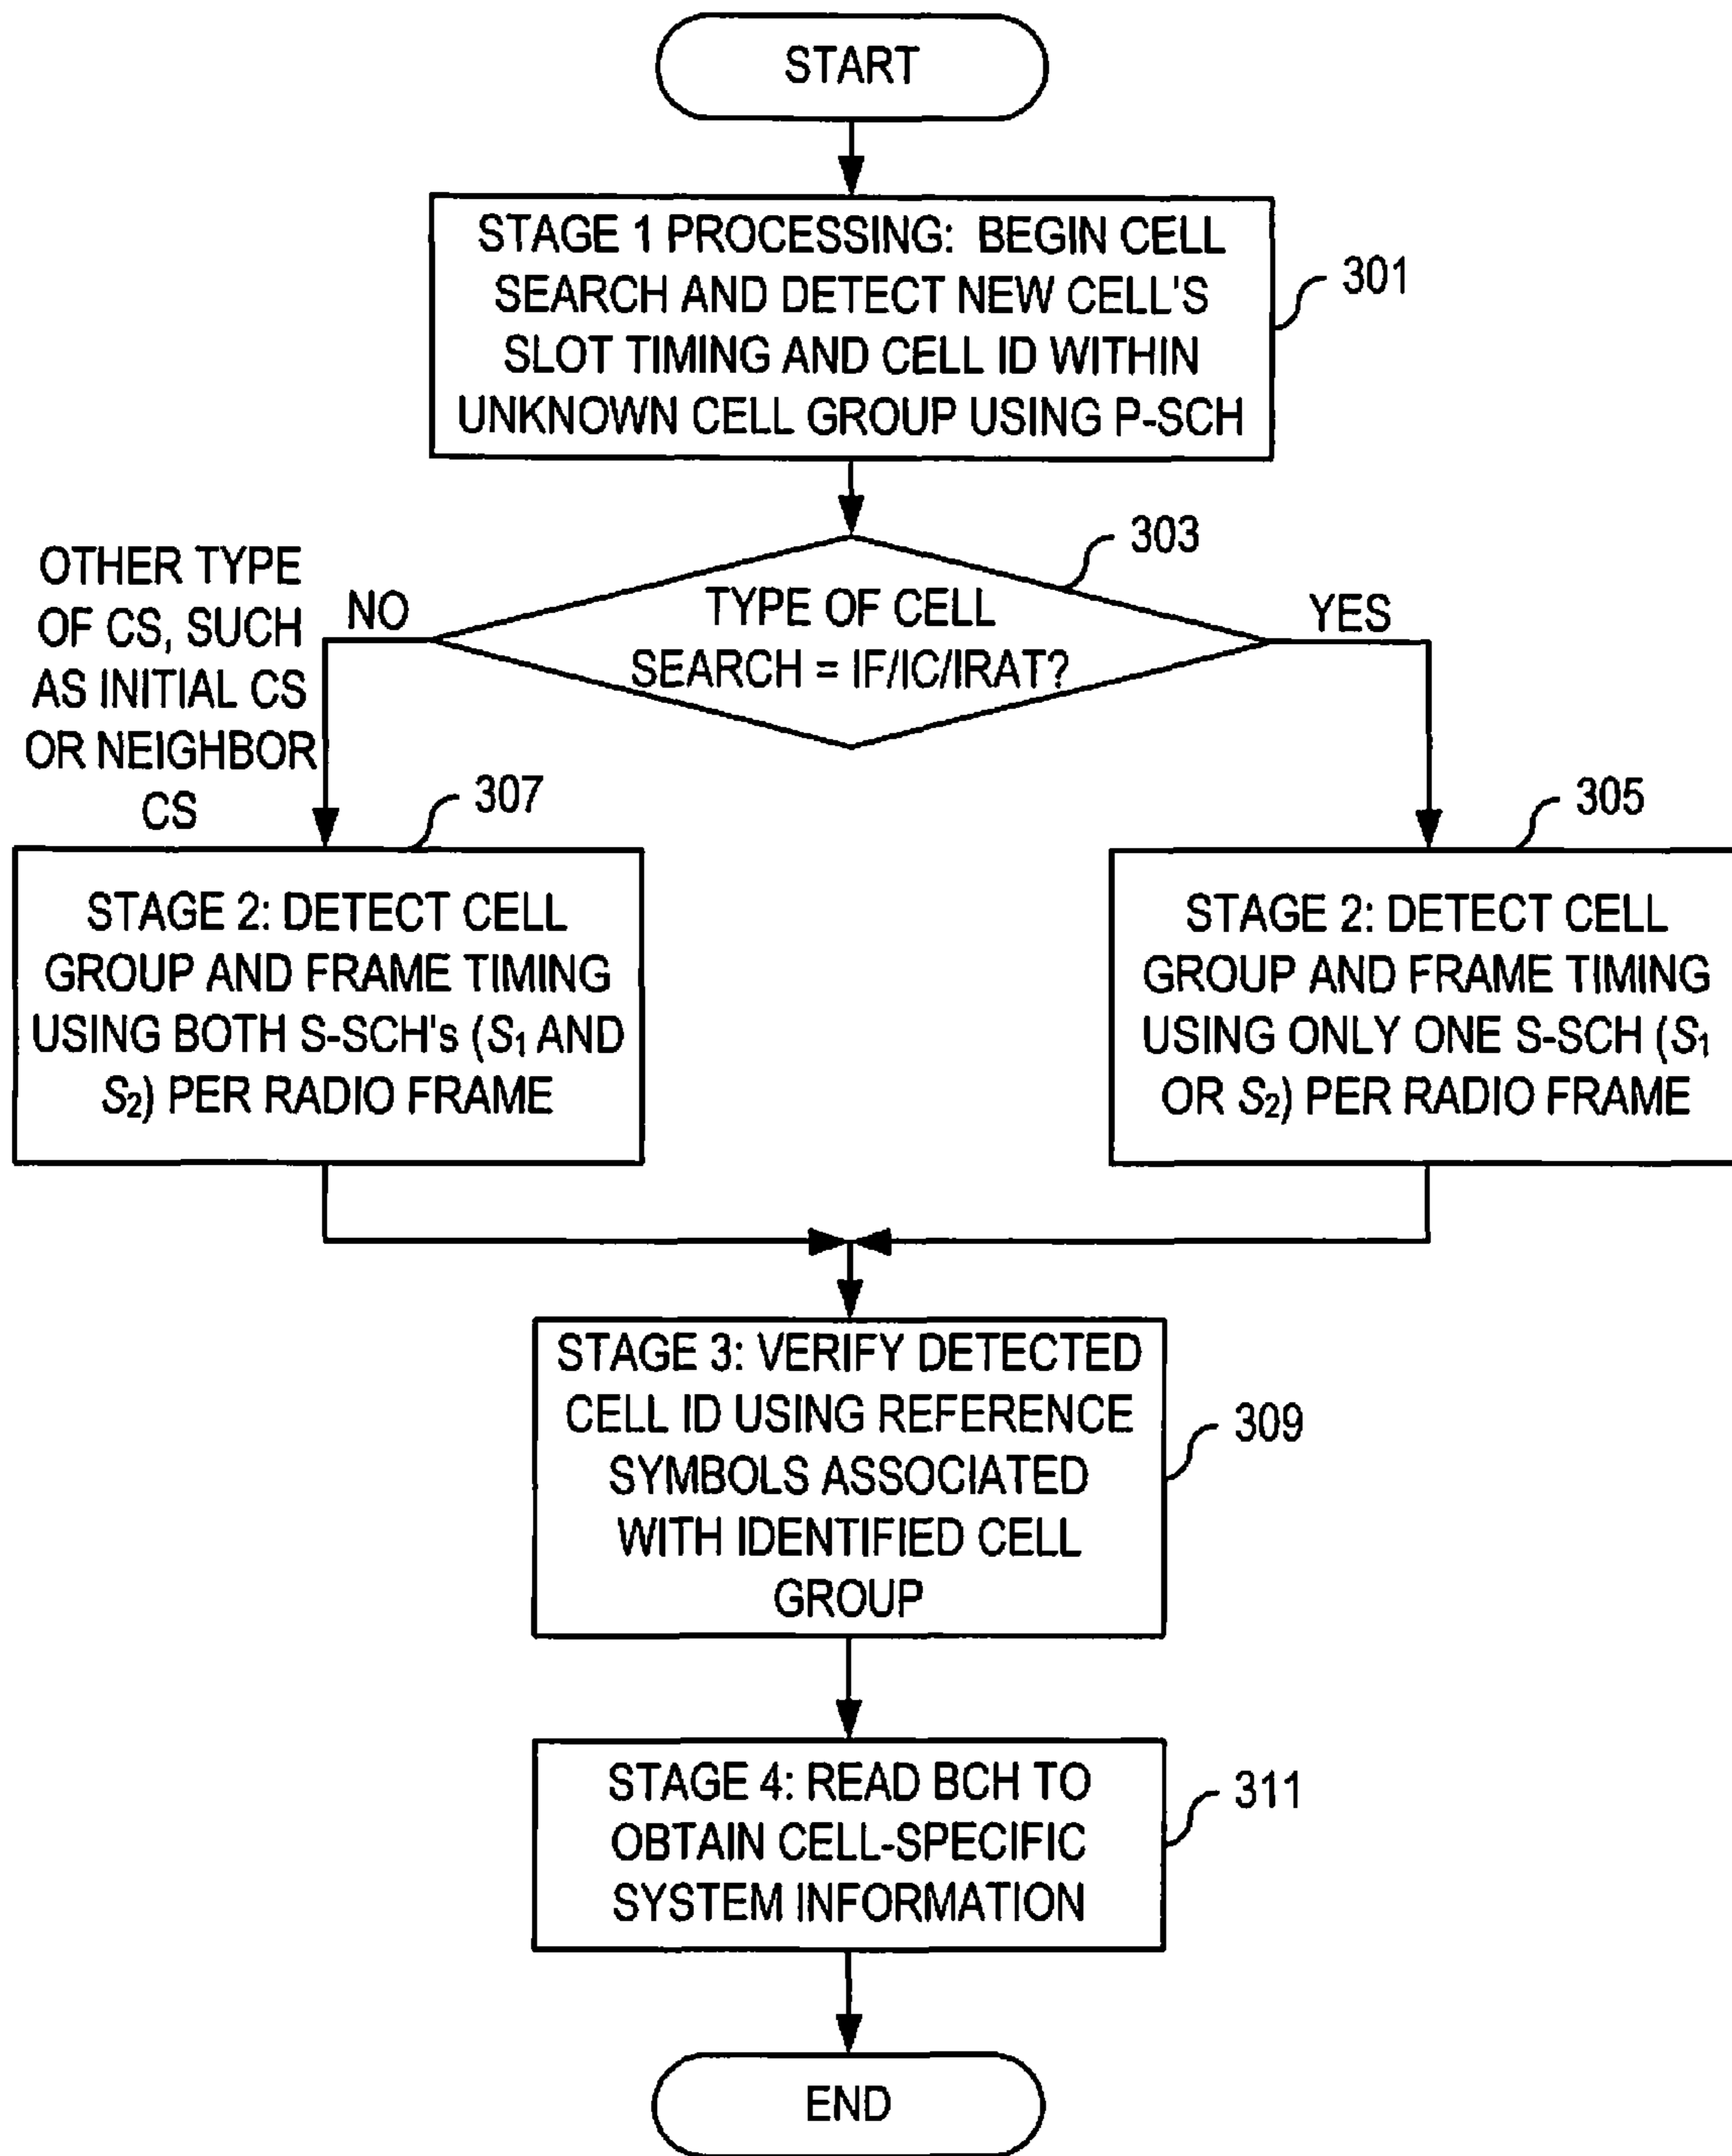 START
STAGE 1 PROCESSING: BEGIN CELL
SEARCH AND DETECT NEW CELL'S
SLOT TIMING AND CELL ID WITHIN
UNKNOWN CELL GROUP USING P-SCH
301
303
TYPE OF CELL
SEARCH = IF/IC/IRAT?
NO
YES
OTHER TYPE
OF CS, SUCH
AS INITIAL CS
OR NEIGHBOR
CS
307
STAGE 2: DETECT CELL
GROUP AND FRAME TIMING
USING BOTH S-SCH's (S₁ AND
S₂) PER RADIO FRAME
305
STAGE 2: DETECT CELL
GROUP AND FRAME TIMING
USING ONLY ONE S-SCH (S₁
OR S₂) PER RADIO FRAME
STAGE 3: VERIFY DETECTED
CELL ID USING REFERENCE
SYMBOLS ASSOCIATED
WITH IDENTIFIED CELL
GROUP
309
STAGE 4: READ BCH TO
OBTAIN CELL-SPECIFIC
SYSTEM INFORMATION
311
END